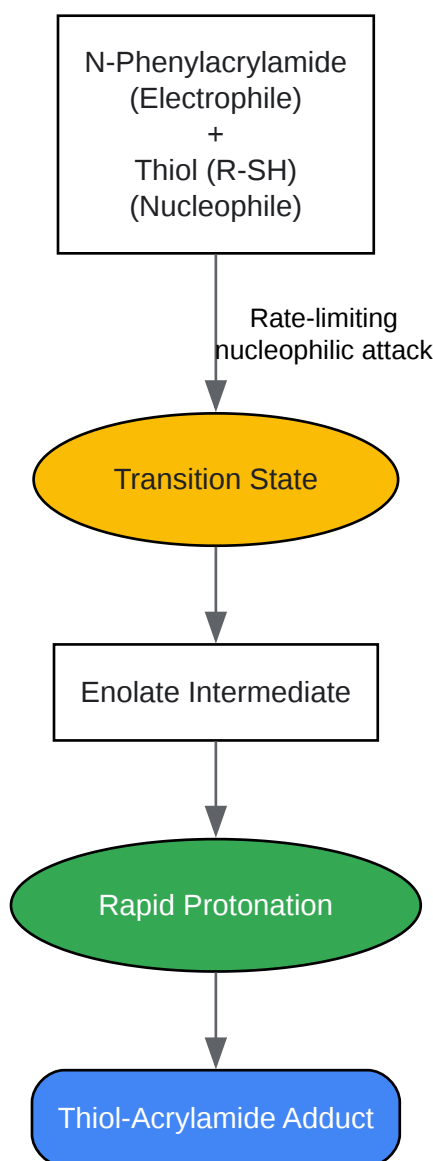 N-Phenylacrylamide
(Electrophile)
+
Thiol (R-SH)
(Nucleophile)
Rate-limiting
nucleophilic attack
Transition State
Enolate Intermediate
Rapid Protonation
Thiol-Acrylamide Adduct